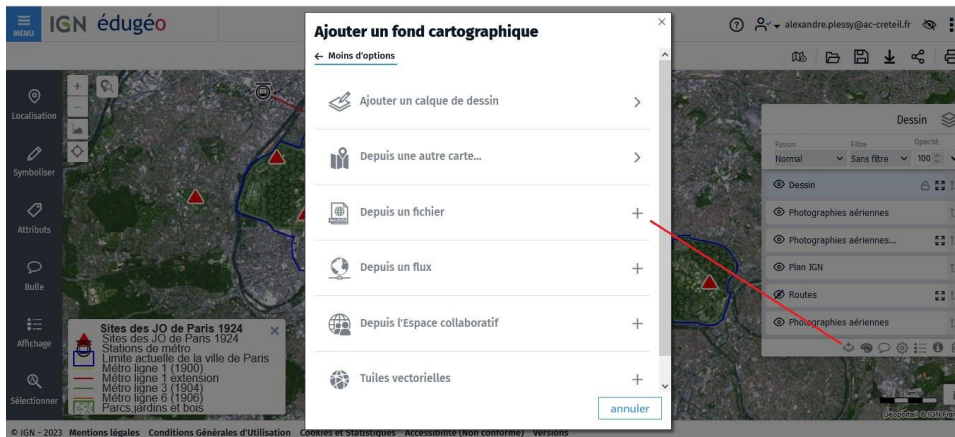 MENU
IGN édugéo
alexandre.plessy@ac-creteil.fr
Ajouter un fond cartographique
← Moins d'options
Ajouter un calque de dessin
Depuis une autre carte...
Depuis un fichier
Depuis un flux
Depuis l'Espace collaboratif
Tuiles vectorielles
annuler
Localisation
Symboliser
Attributs
Bulle
Affichage
Sélectionner
Dessin
Fusion Filtre Opacité
Normal Sans filtre 100
Dessin
Photographies aériennes
Photographies aériennes...
Plan IGN
Routes
Photographies aériennes
Sites des JO de Paris 1924
Sites des JO de Paris 1924
Stations de métro
Limite actuelle de la ville de Paris
Métro ligne 1 (1900)
Métro ligne 1 extension
Métro ligne 3 (1904)
Métro ligne 6 (1906)
Parcs,jardins et bois
© IGN - 2023 Mentions légales Conditions Générales d'Utilisation Cookies et Statistiques Accessibilité (Non conforme) Versions